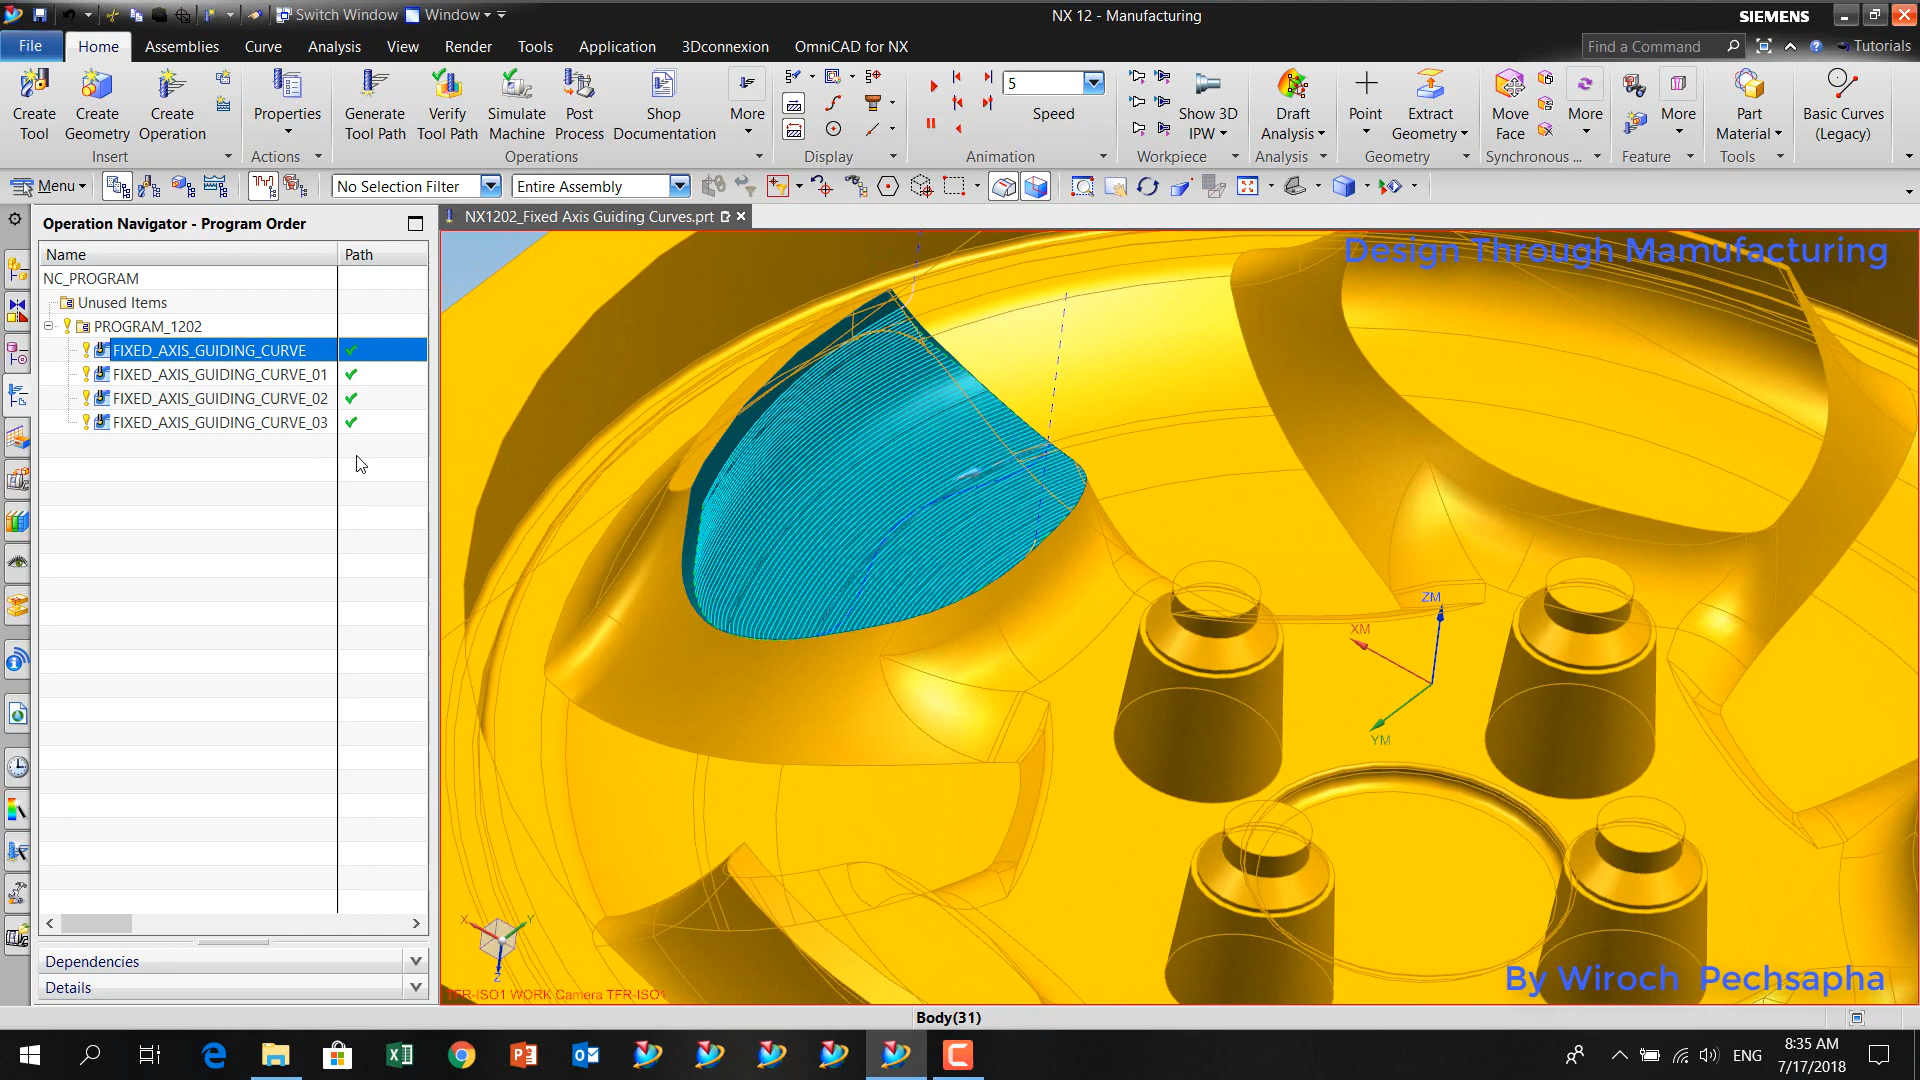 Switch Window
Window
NX 12 - Manufacturing
SIEMENS
File
Home
Assemblies
Curve
Analysis
View
Render
Tools
Application
3Dconnexion
OmniCAD for NX
Find a Command
Tutorials
Create Tool
Create Geometry
Create Operation
Properties
Generate Tool Path
Verify Tool Path
Simulate Machine
Post Process
Shop Documentation
More
5
Speed
Show 3D IPW
Draft Analysis
Point
Extract Geometry
Move Face
More
More
Part Material
Basic Curves (Legacy)
Insert
Actions
Operations
Display
Animation
Workpiece
Analysis
Geometry
Synchronous ...
Feature
Tools
Menu
No Selection Filter
Entire Assembly
Operation Navigator - Program Order
NX1202_Fixed Axis Guiding Curves.prt
Name
Path
NC_PROGRAM
Unused Items
PROGRAM_1202
FIXED_AXIS_GUIDING_CURVE
FIXED_AXIS_GUIDING_CURVE_01
FIXED_AXIS_GUIDING_CURVE_02
FIXED_AXIS_GUIDING_CURVE_03
Design Through Mamufacturing
ZM
XM
YM
X
Y
Z
TFR-ISO1 WORK Camera TFR-ISO1
By Wiroch Pechsapha
Dependencies
Details
Body(31)
ENG
8:35 AM
7/17/2018